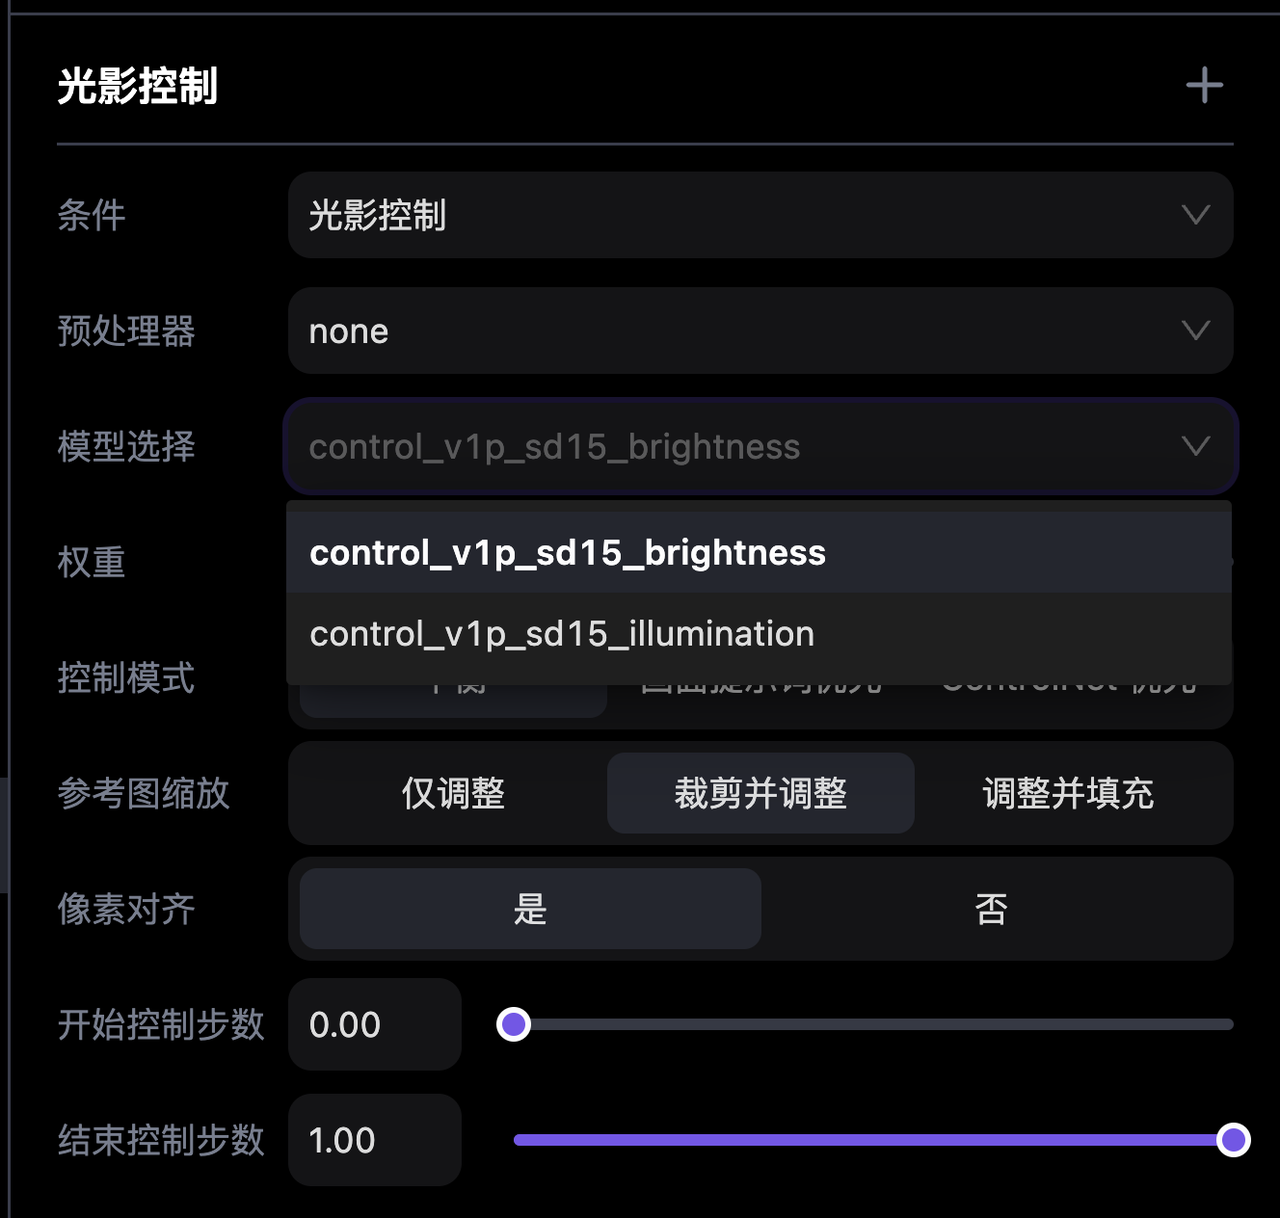 光影控制
条件
光影控制
预处理器
none
模型选择
control_v1p_sd15_brightness
control_v1p_sd15_brightness
权重
control_v1p_sd15_illumination
控制模式
参考图缩放
仅调整
裁剪并调整
调整并填充
像素对齐
是
否
开始控制步数
0.00
结束控制步数
1.00